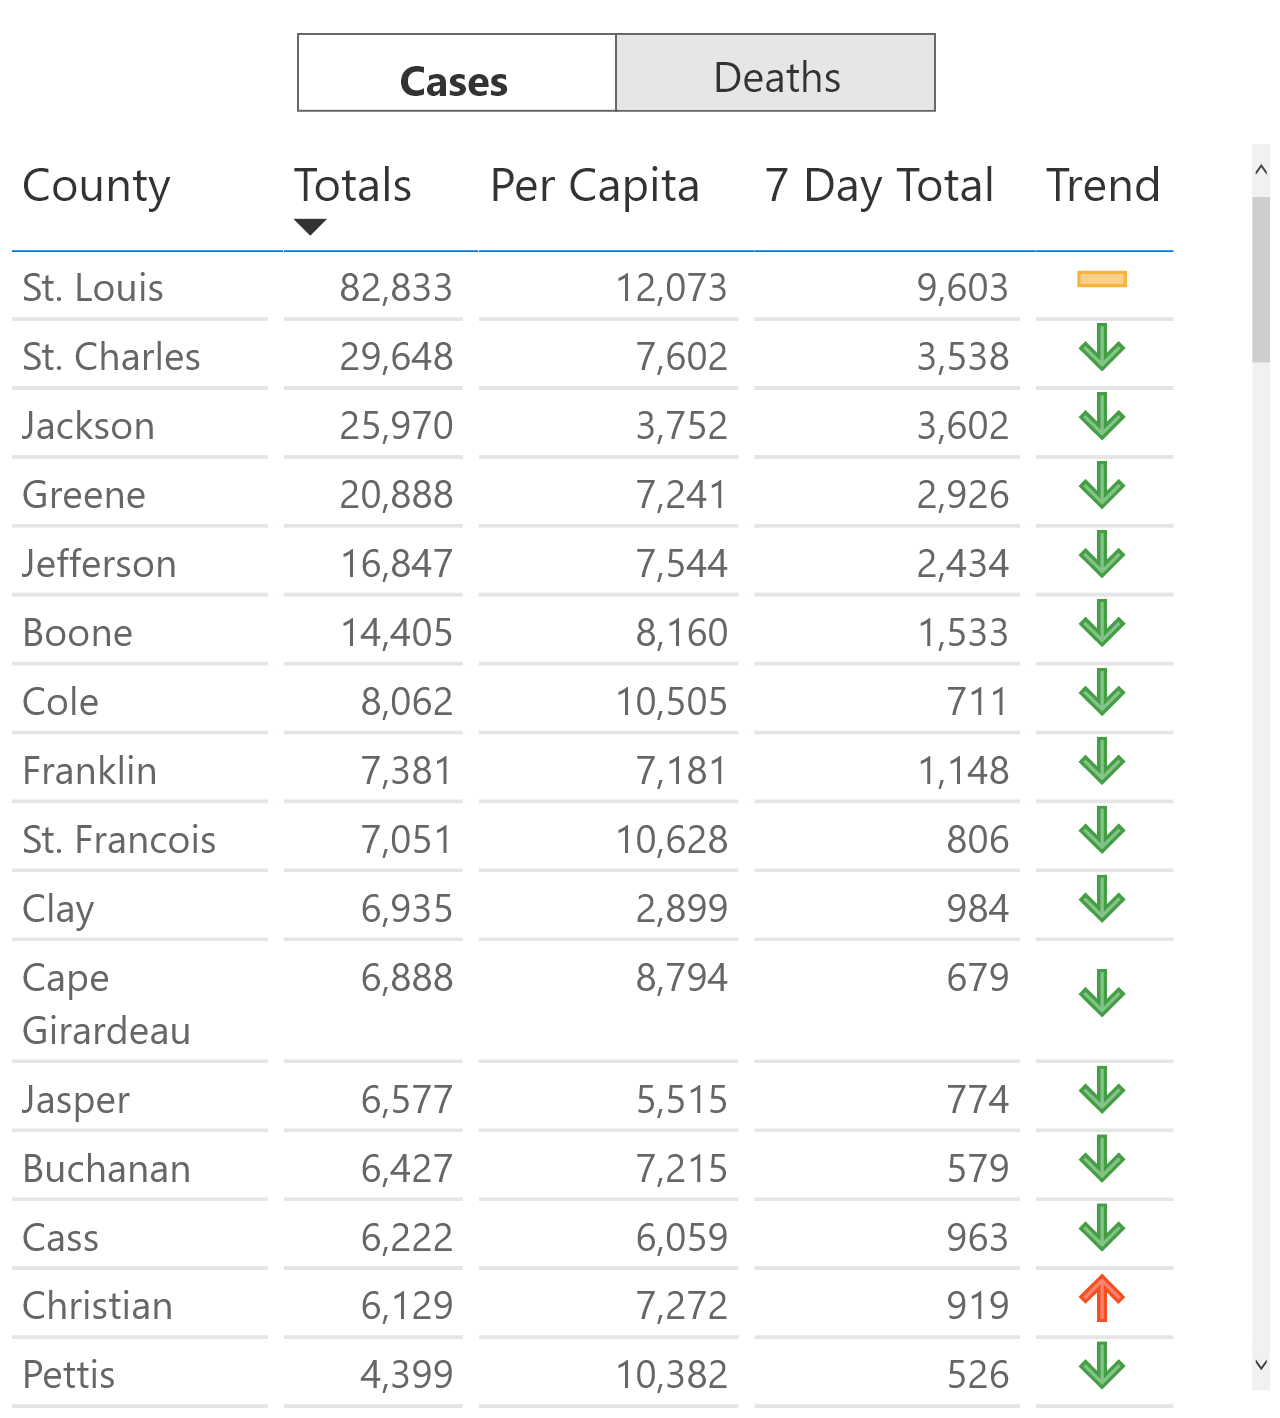 Cases Deaths
County Totals Per Capita 7 Day Total Trend
St. Louis 82,833 12,073 9,603
St. Charles 29,648 7,602 3,538
Jackson 25,970 3,752 3,602
Greene 20,888 7,241 2,926
Jefferson 16,847 7,544 2,434
Boone 14,405 8,160 1,533
Cole 8,062 10,505 711
Franklin 7,381 7,181 1,148
St. Francois 7,051 10,628 806
Clay 6,935 2,899 984
Cape 6,888 8,794 679
Girardeau
Jasper 6,577 5,515 774
Buchanan 6,427 7,215 579
Cass 6,222 6,059 963
Christian 6,129 7,272 919
Pettis 4,399 10,382 526